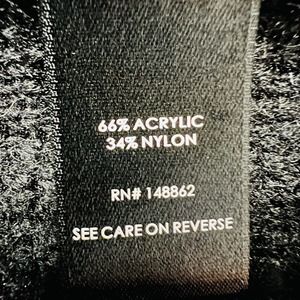 66% ACRYLIC
34% NYLON
RN# 148862
SEE CARE ON REVERSE